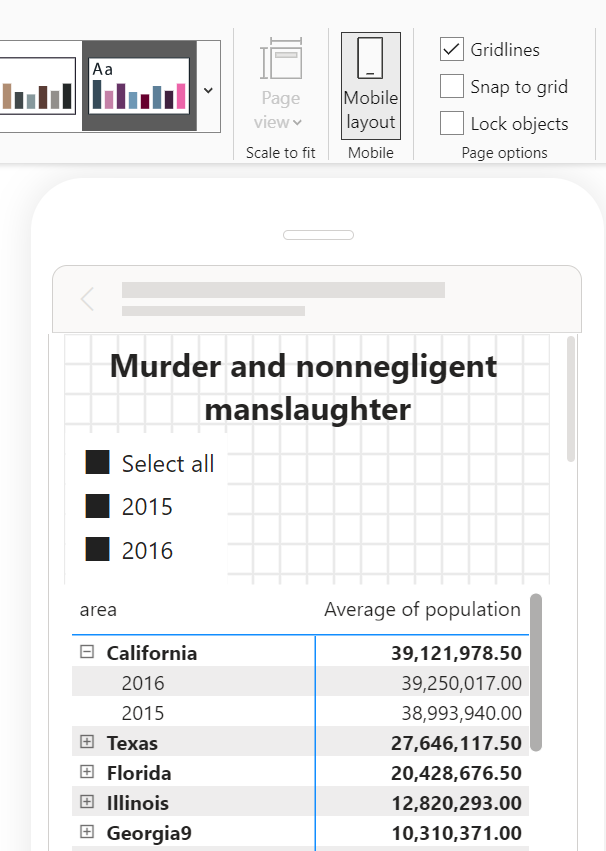 Aa
Page
view
Mobile
layout
Gridlines
Snap to grid
Lock objects
Scale to fit
Mobile
Page options
Murder and nonnegligent
manslaughter
Select all
2015
2016
area Average of population
California 39,121,978.50
2016 39,250,017.00
2015 38,993,940.00
Texas 27,646,117.50
Florida 20,428,676.50
Illinois 12,820,293.00
Georgia9 10,310,371.00